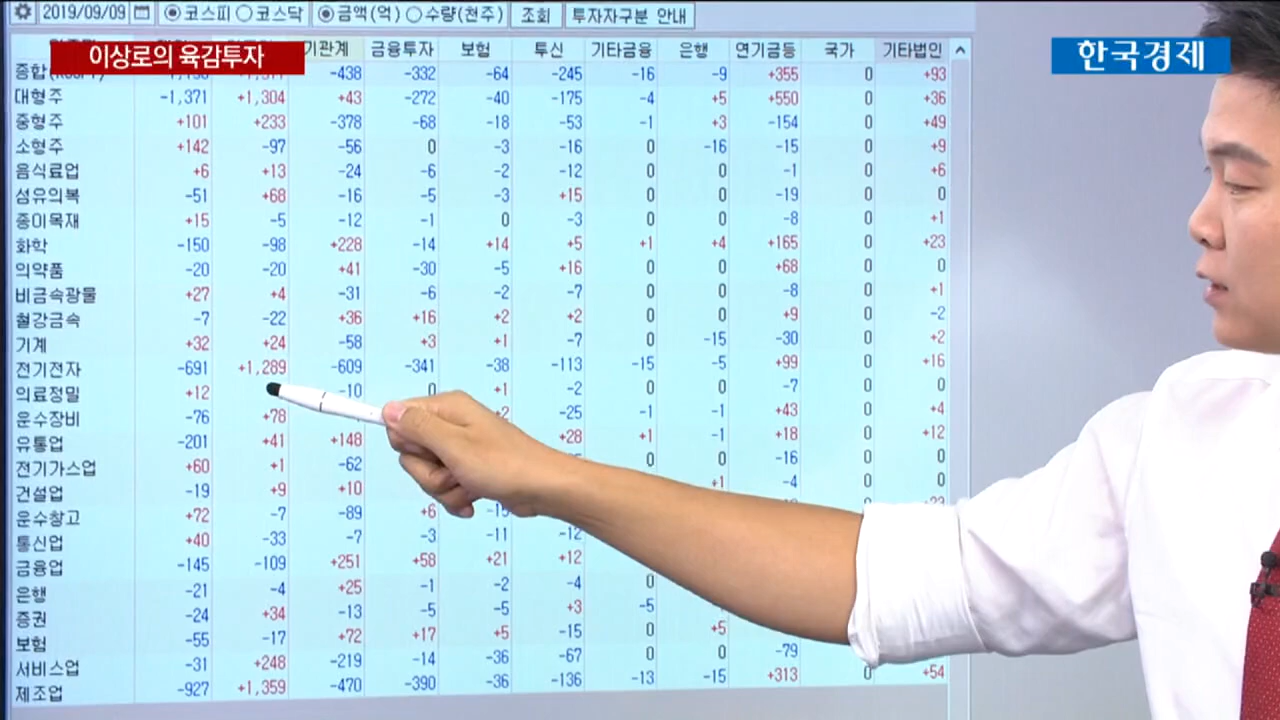 2019/09/09 코스피 코스닥 금액(억) 수량(천주) 조회 투자자구분 안내
이상로의 육감투자
한국경제
기관계 금융투자 보험 투신 기타금융 은행 연기금등 국가 기타법인
종합 -438 -332 -64 -245 -16 -9 +355 0 +93
대형주 -1,371 +1,304 +43 -272 -40 -175 -4 +5 +550 0 +36
중형주 +101 +233 -378 -68 -18 -53 -1 +3 -154 0 +49
소형주 +142 -97 -56 0 -3 -16 0 -16 -15 0 +9
음식료업 +6 +13 -24 -6 -2 -12 0 0 -1 0 +6
섬유의복 -51 +68 -16 -5 -3 +15 0 0 -19 0 0
종이목재 +15 -5 -12 -1 0 -3 0 0 -8 0 +1
화학 -150 -98 +228 -14 +14 +5 +1 +4 +165 0 +23
의약품 -20 -20 +41 -30 -5 +16 0 0 +68 0 0
비금속광물 +27 +4 -31 -6 -2 -7 0 0 -8 0 +1
철강금속 -7 -22 +36 +16 +2 +2 0 0 +9 0 -2
기계 +32 +24 -58 +3 +1 -7 0 -15 -30 0 +2
전기전자 -691 +1,289 -609 -341 -38 -113 -15 -5 +99 0 +16
의료정밀 +12 -10 0 +1 -2 0 0 -7 0 0
운수장비 -76 +78 +2 -25 -1 -1 +43 0 +4
유통업 -201 +41 +148 +28 +1 -1 +18 0 +12
전기가스업 +60 +1 -62 0 0 -16 0 0
건설업 -19 +9 +10 +1 -4 0 0
운수창고 +72 -7 -89 +6
통신업 +40 -33 -7 -3 -11 -12
금융업 -145 -109 +251 +58 +21 +12
은행 -21 -4 +25 -1 -2 -4 0
증권 -24 +34 -13 -5 -5 +3 -5
보험 -55 -17 +72 +17 +5 -15 0 +5
서비스업 -31 +248 -219 -14 -36 -67 0 0 -79
제조업 -927 +1,359 -470 -390 -36 -136 -13 -15 +313 0 +54